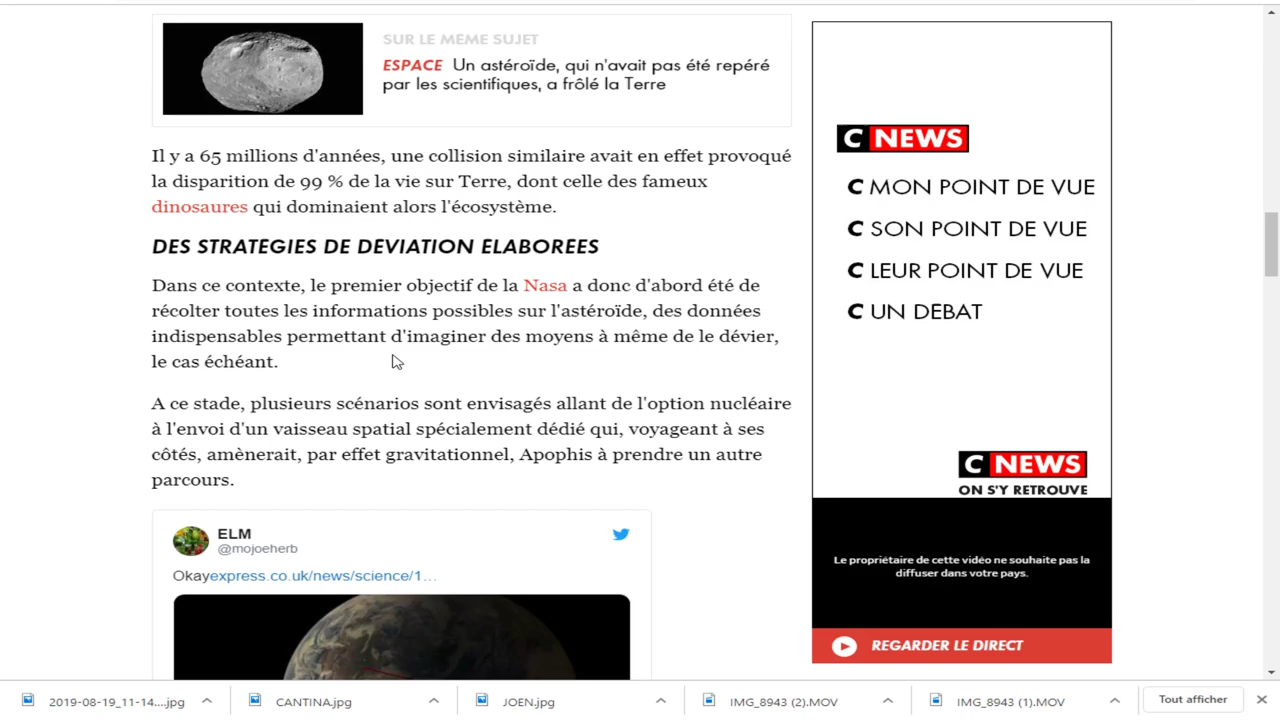 SUR LE MÊME SUJET
ESPACE Un astéroïde, qui n'avait pas été repéré
par les scientifiques, a frôlé la Terre
Il y a 65 millions d'années, une collision similaire avait en effet provoqué
la disparition de 99 % de la vie sur Terre, dont celle des fameux
dinosaures qui dominaient alors l'écosystème.
DES STRATEGIES DE DEVIATION ELABOREES
Dans ce contexte, le premier objectif de la Nasa a donc d'abord été de
récolter toutes les informations possibles sur l'astéroïde, des données
indispensables permettant d'imaginer des moyens à même de le dévier,
le cas échéant.
A ce stade, plusieurs scénarios sont envisagés allant de l'option nucléaire
à l'envoi d'un vaisseau spatial spécialement dédié qui, voyageant à ses
côtés, amènerait, par effet gravitationnel, Apophis à prendre un autre
parcours.
ELM
@mojoeherb
Okayexpress.co.uk/news/science/1…
C NEWS
C MON POINT DE VUE
C SON POINT DE VUE
C LEUR POINT DE VUE
C UN DEBAT
C NEWS
ON S'Y RETROUVE
Le propriétaire de cette vidéo ne souhaite pas la
diffuser dans votre pays.
REGARDER LE DIRECT
2019-08-19_11-14....jpg
CANTINA.jpg
JOEN.jpg
IMG_8943 (2).MOV
IMG_8943 (1).MOV
Tout afficher